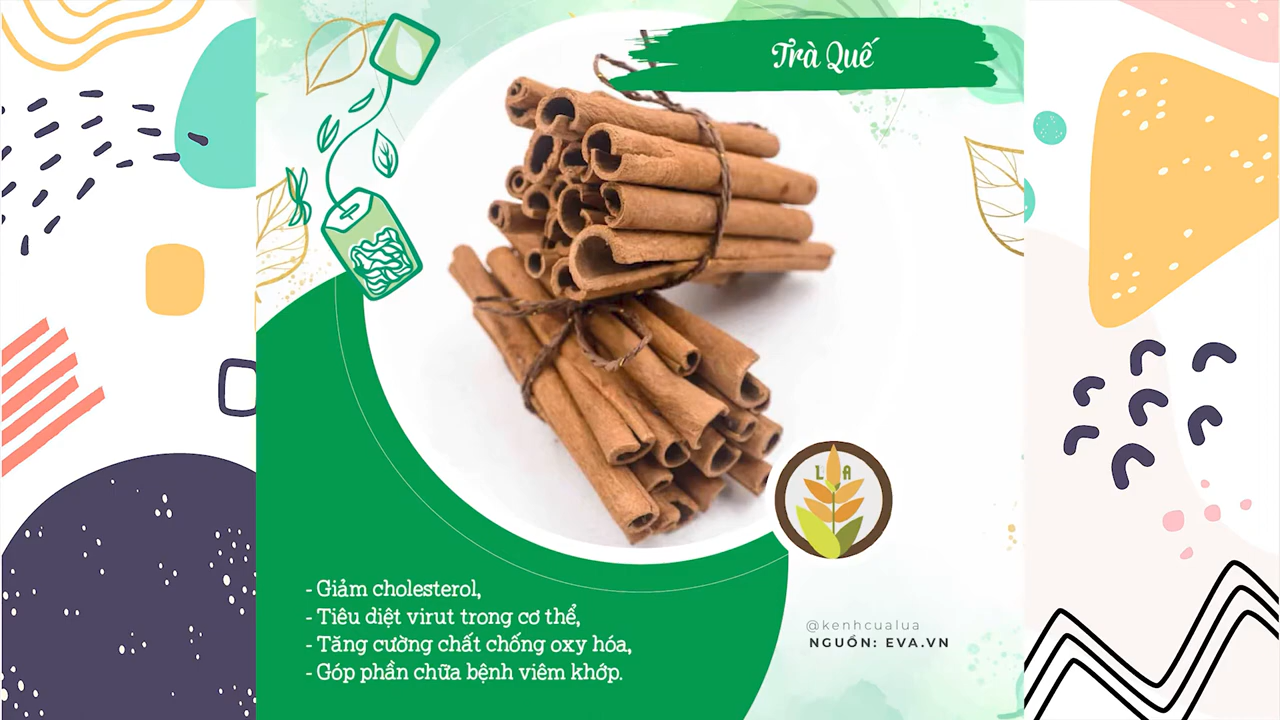 Trà Quế
L A
- Giảm cholesterol,
- Tiêu diệt virut trong cơ thể,
- Tăng cường chất chống oxy hóa,
- Góp phần chữa bệnh viêm khớp.
@kenhcualua
NGUỒN: EVA.VN